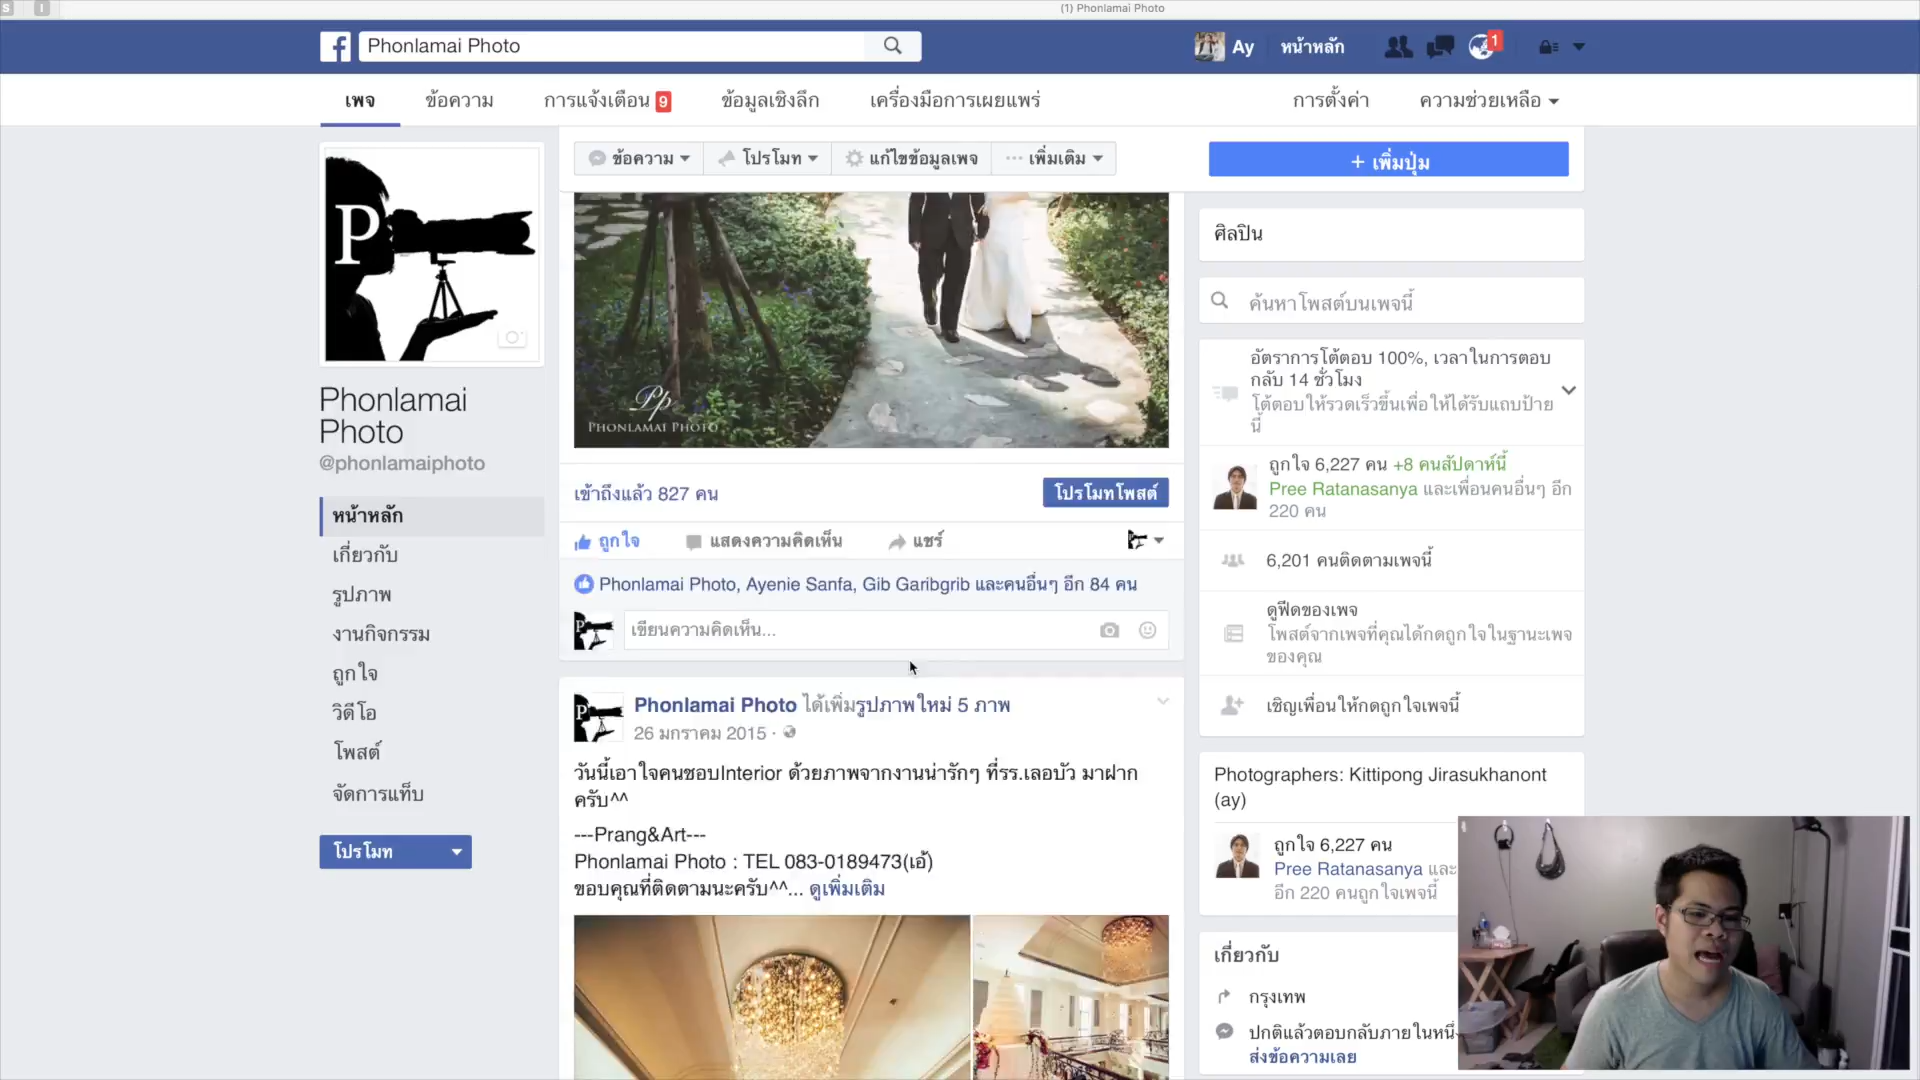 (1) Phonlamai Photo
Phonlamai Photo
Ay
หน้าหลัก
1
เพจ
ข้อความ
การแจ้งเตือน 9
ข้อมูลเชิงลึก
เครื่องมือการเผยแพร่
การตั้งค่า
ความช่วยเหลือ
ข้อความ
โปรโมท
แก้ไขข้อมูลเพจ
เพิ่มเติม
+ เพิ่มปุ่ม
P
Phonlamai
Photo
@phonlamaiphoto
หน้าหลัก
เกี่ยวกับ
รูปภาพ
งานกิจกรรม
ถูกใจ
วิดีโอ
โพสต์
จัดการแท็บ
โปรโมท
Pp
PHONLAMAI PHOTO
เข้าถึงแล้ว 827 คน
โปรโมทโพสต์
ถูกใจ
แสดงความคิดเห็น
แชร์
Phonlamai Photo, Ayenie Sanfa, Gib Garibgrib และคนอื่นๆ อีก 84 คน
เขียนความคิดเห็น...
Phonlamai Photo ได้เพิ่มรูปภาพใหม่ 5 ภาพ
26 มกราคม 2015
วันนี้เอาใจคนชอบInterior ด้วยภาพจากงานน่ารักๆ ที่รร.เลอบัว มาฝาก
ครับ^^
---Prang&Art---
Phonlamai Photo : TEL 083-0189473(เอ้)
ขอบคุณที่ติดตามนะครับ^^... ดูเพิ่มเติม
ศิลปิน
ค้นหาโพสต์บนเพจนี้
อัตราการโต้ตอบ 100%, เวลาในการตอบ
กลับ 14 ชั่วโมง
โต้ตอบให้รวดเร็วขึ้นเพื่อให้ได้รับแถบป้าย
นี้
ถูกใจ 6,227 คน +8 คนสัปดาห์นี้
Pree Ratanasanya และเพื่อนคนอื่นๆ อีก
220 คน
6,201 คนติดตามเพจนี้
ดูฟีดของเพจ
โพสต์จากเพจที่คุณได้กดถูกใจในฐานะเพจ
ของคุณ
เชิญเพื่อนให้กดถูกใจเพจนี้
Photographers: Kittipong Jirasukhanont
(ay)
ถูกใจ 6,227 คน
Pree Ratanasanya และ
อีก 220 คนถูกใจเพจนี้
เกี่ยวกับ
กรุงเทพ
ปกติแล้วตอบกลับภายในหนึ่
ส่งข้อความเลย